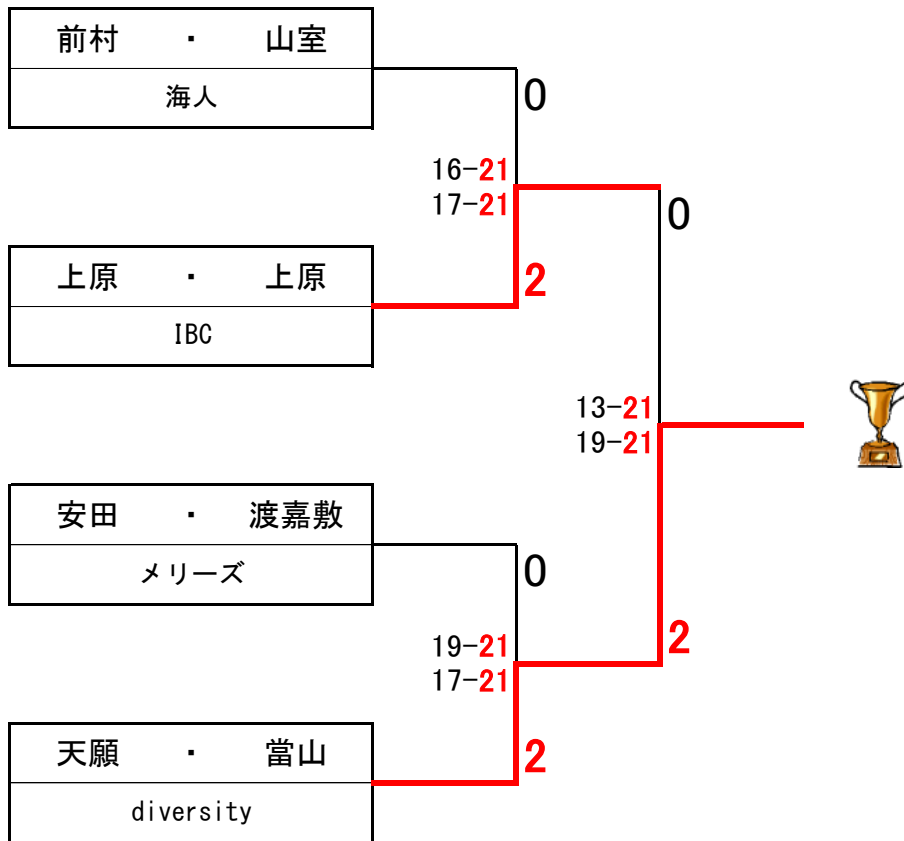 前村 ・ 山室
海人
0
16-21
17-21
0
上原 ・ 上原
2
IBC
13-21
19-21
安田 ・ 渡嘉敷
メリーズ
0
19-21
2
17-21
天願 ・ 當山
2
diversity